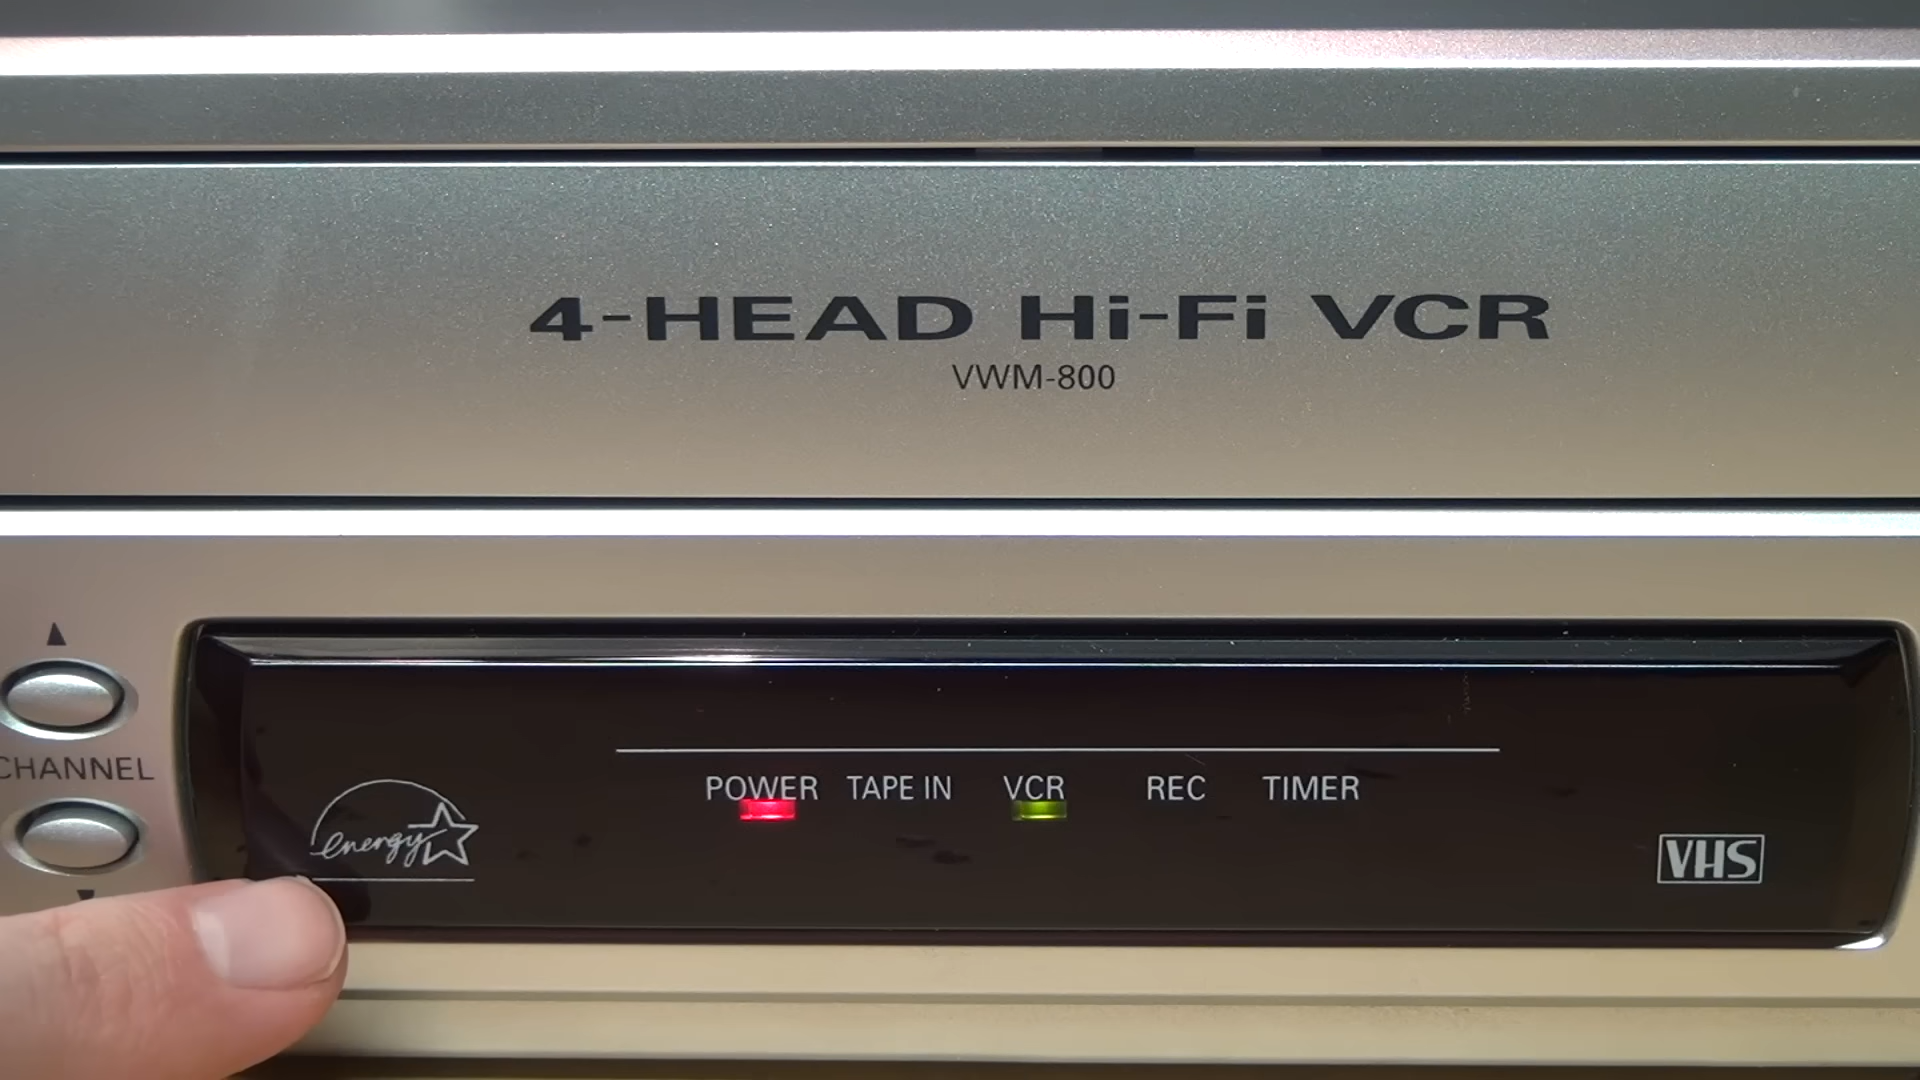 4-HEAD Hi-Fi VCR
VWM-800
CHANNEL
POWER TAPE IN VCR REC TIMER
energy
VHS